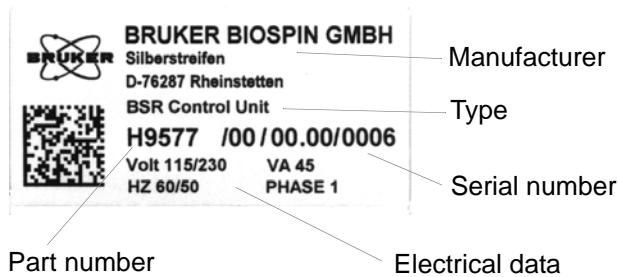 BRUKER
BRUKER BIOSPIN GMBH
Silberstreifen
D-76287 Rheinstetten
BSR Control Unit
H9577 /00/00.00/0006
Volt 115/230 VA 45
HZ 60/50 PHASE 1
Manufacturer
Type
Serial number
Part number
Electrical data